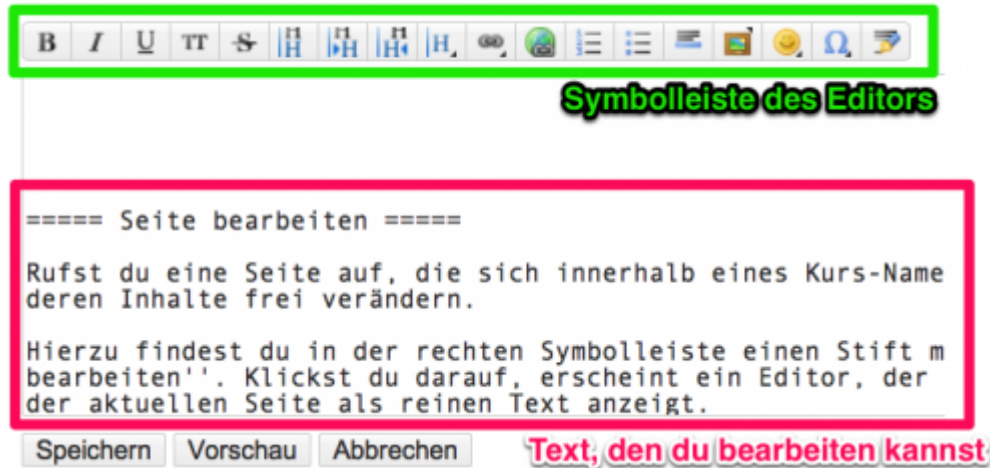 B I U TT S
Symbolleiste des Editors
===== Seite bearbeiten =====
Rufst du eine Seite auf, die sich innerhalb eines Kurs-Name
deren Inhalte frei verändern.
Hierzu findest du in der rechten Symbolleiste einen Stift m
bearbeiten''. Klickst du darauf, erscheint ein Editor, der
der aktuellen Seite als reinen Text anzeigt.
Speichern Vorschau Abbrechen
Text, den du bearbeiten kannst